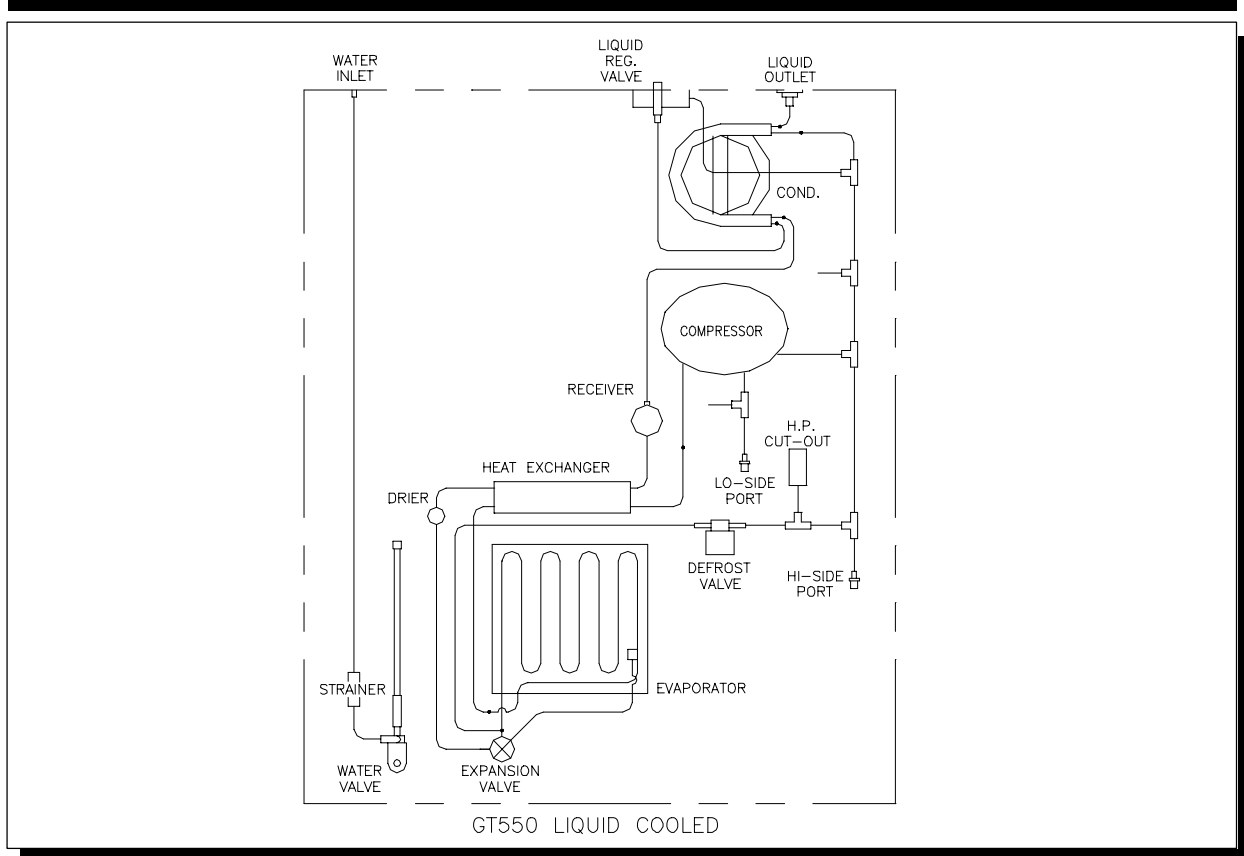 WATER
INLET
LIQUID
REG.
VALVE
LIQUID
OUTLET
COND.
COMPRESSOR
RECEIVER
H.P.
CUT-OUT
HEAT EXCHANGER
LO-SIDE
PORT
DRIER
DEFROST
VALVE
HI-SIDE
PORT
STRAINER
EVAPORATOR
WATER
VALVE
EXPANSION
VALVE
GT550 LIQUID COOLED